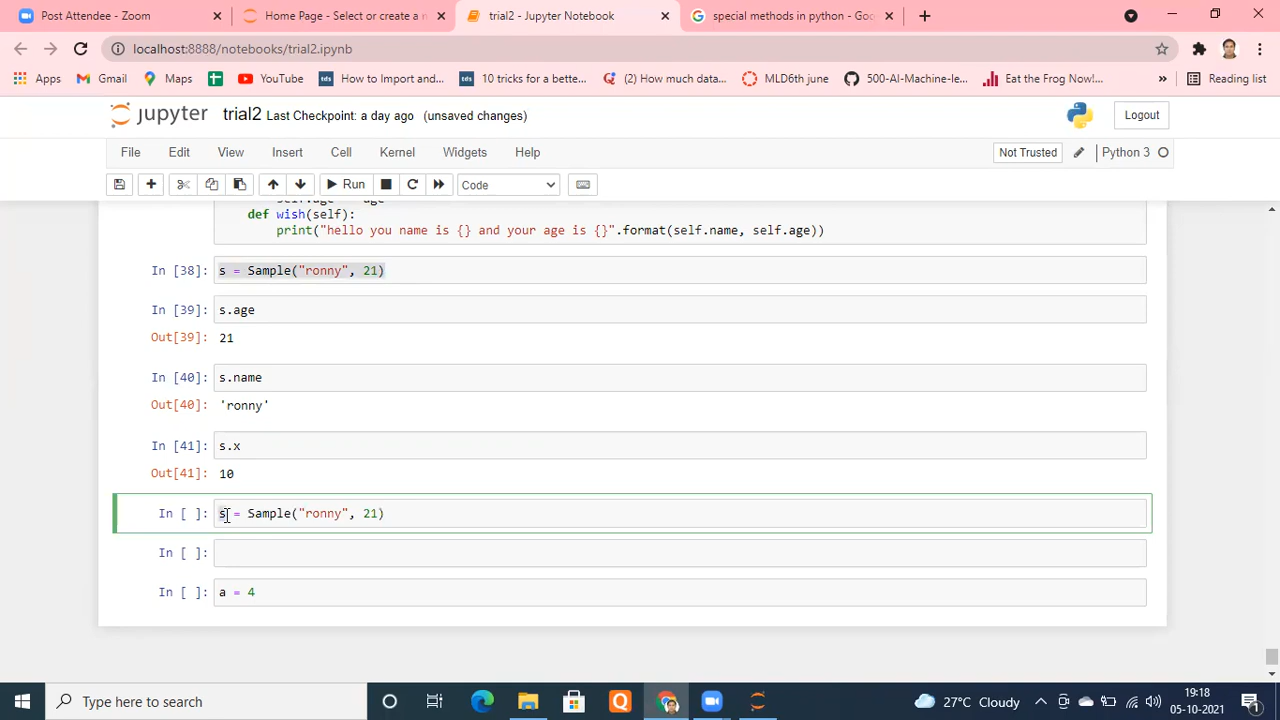 Post Attendee - Zoom
Home Page - Select or create a n
trial2 - Jupyter Notebook
spesial methods in python - Goo
localhost:8888/notebooks/trial2.ipynb
Apps
Gmail
Maps
YouTube
How to Import and...
10 tricks for a bette...
(2) How much data...
MLD6th june
500-AI-Machine-le...
Eat the Frog Now!...
»
Reading list
jupyter trial2 Last Checkpoint: a day ago (unsaved changes)
Logout
File Edit View Insert Cell Kernel Widgets Help
Not Trusted
Python 3
Run
Code
def wish(self):
print("hello you name is {} and your age is {}".format(self.name, self.age))
In [38]: s = Sample("ronny", 21)
In [39]: s.age
Out[39]: 21
In [40]: s.name
Out[40]: 'ronny'
In [41]: s.x
Out[41]: 10
In [ ]: s = Sample("ronny", 21)
In [ ]:
In [ ]: a = 4
Type here to search
27°C Cloudy
19:18
05-10-2021